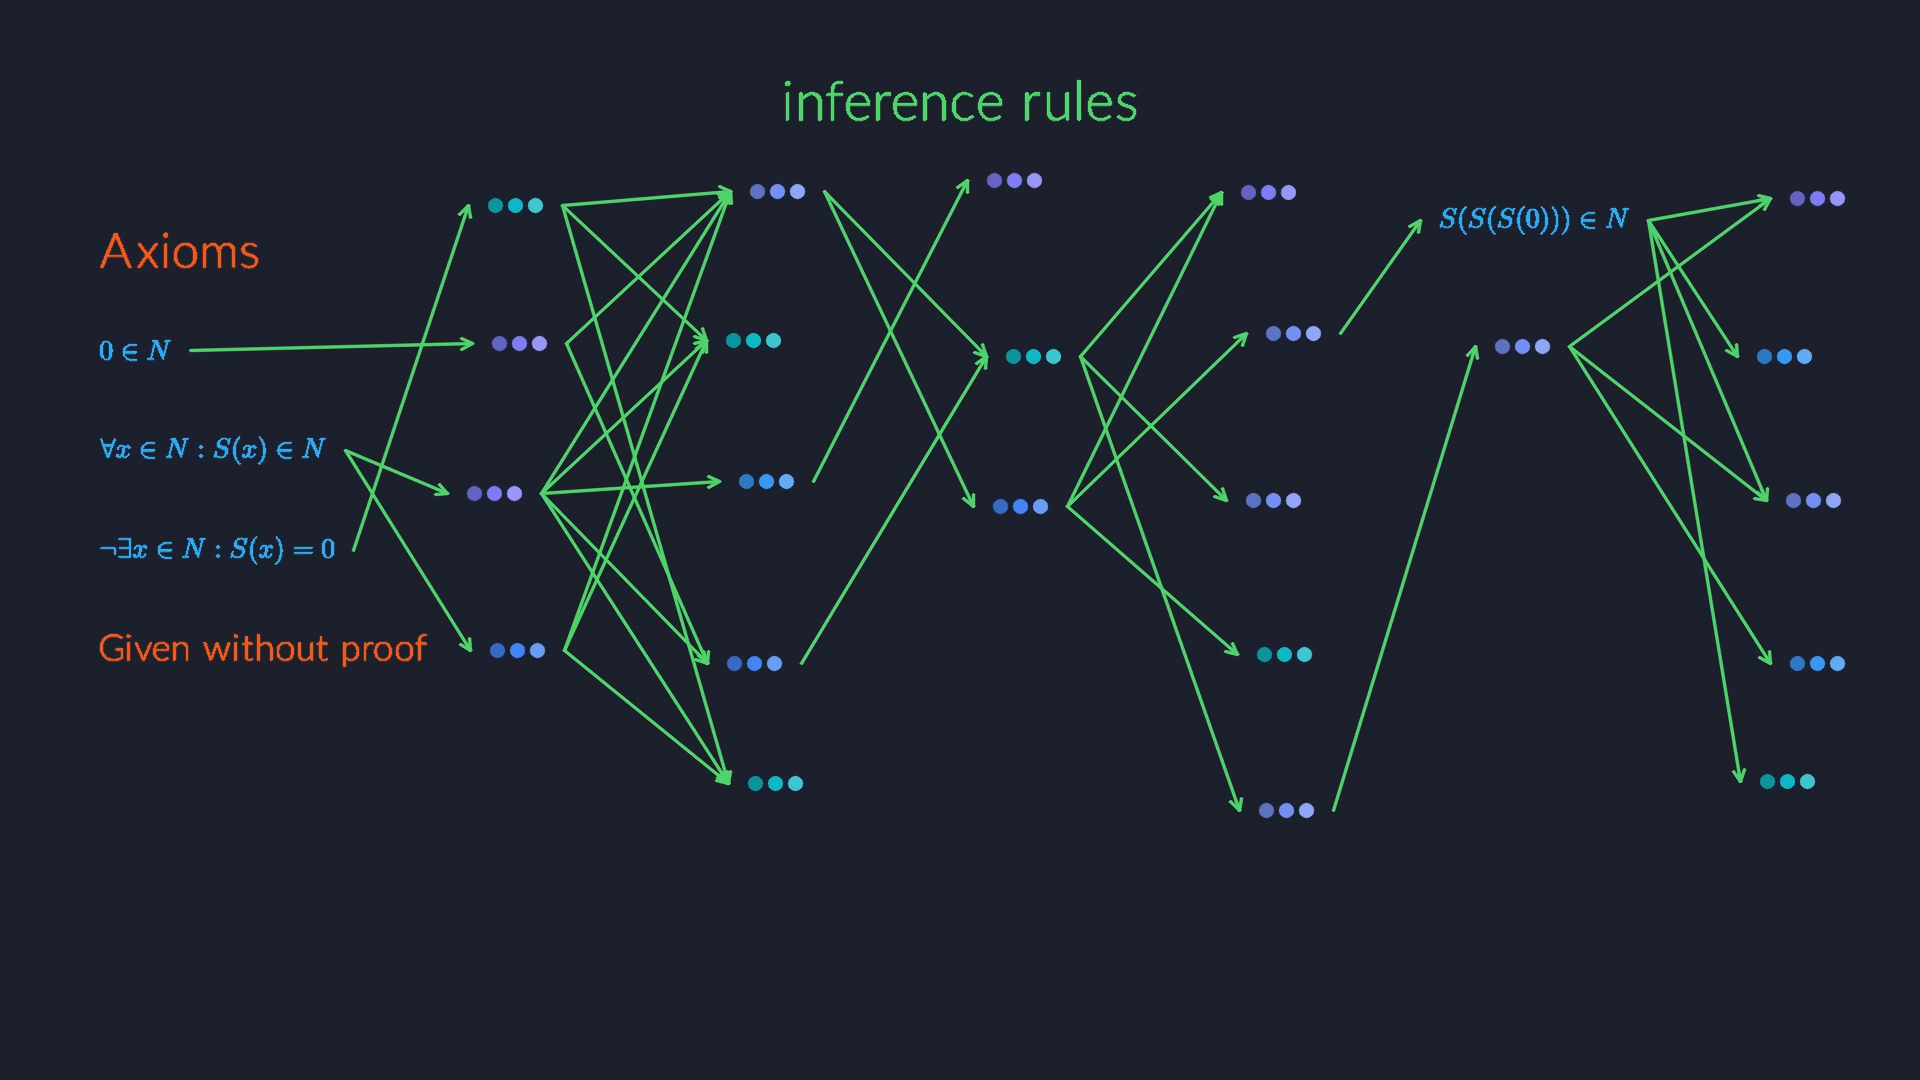 inference rules
Axioms
0 ∈ N
∀x ∈ N : S(x) ∈ N
¬∃x ∈ N : S(x) = 0
Given without proof
S(S(S(0))) ∈ N